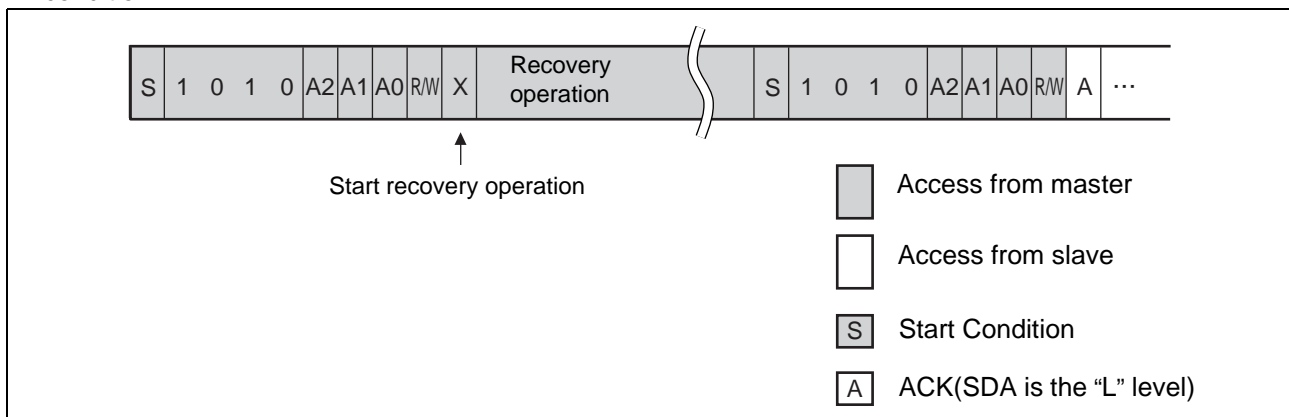 S 1 0 1 0 A2 A1 A0 R/W X Recovery operation S 1 0 1 0 A2 A1 A0 R/W A ...
Start recovery operation
Access from master
Access from slave
S Start Condition
A ACK(SDA is the “L” level)